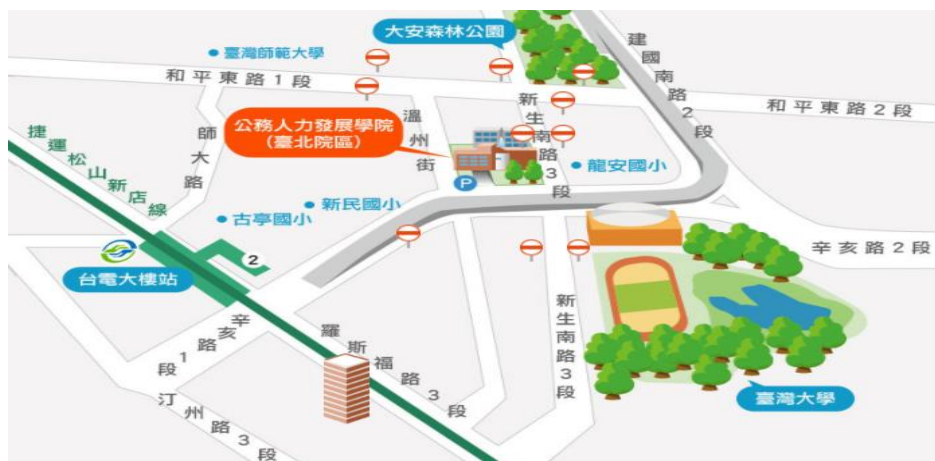 大安森林公園
臺灣師範大學
建國南路2段
和平東路1段
和平東路2段
公務人力發展學院
(臺北院區)
溫州街
新生南路3段
師大路
捷運松山新店線
龍安國小
P
新民國小
古亭國小
辛亥路2段
2
台電大樓站
新生南路3段
辛亥路1段
羅斯福路3段
汀州路3段
臺灣大學